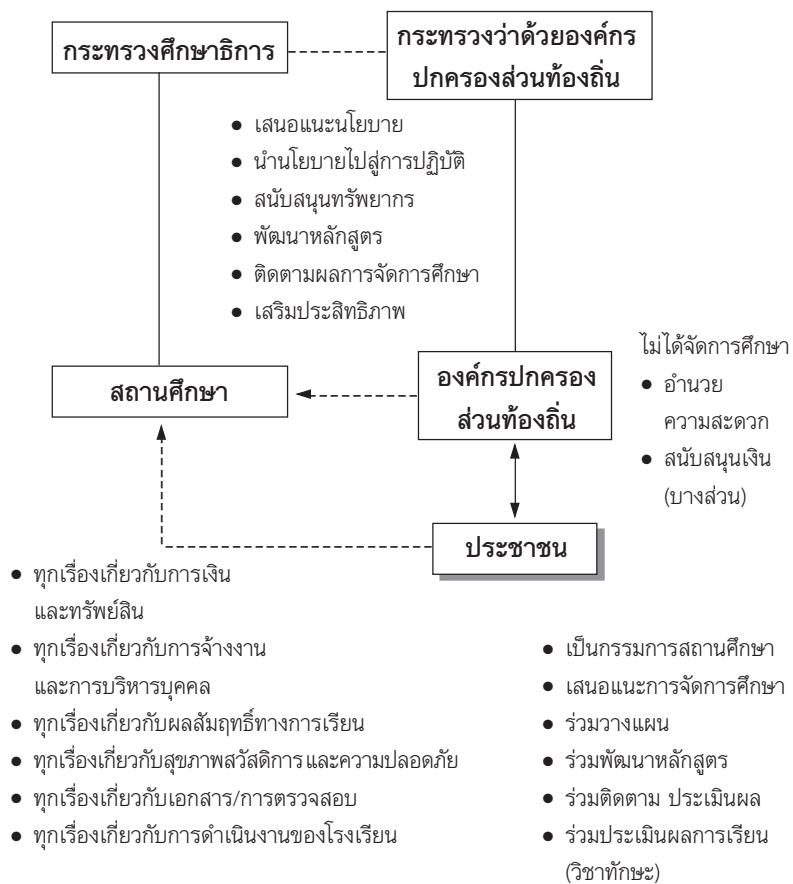 กระทรวงศึกษาธิการ
กระทรวงว่าด้วยองค์กร
ปกครองส่วนท้องถิ่น
● เสนอแนะนโยบาย
● นำนโยบายไปสู่การปฏิบัติ
● สนับสนุนทรัพยากร
● พัฒนาหลักสูตร
● ติดตามผลการจัดการศึกษา
● เสริมประสิทธิภาพ
สถานศึกษา
องค์กรปกครอง
ส่วนท้องถิ่น
ไม่ได้จัดการศึกษา
● อำนวย
ความสะดวก
● สนับสนุนเงิน
(บางส่วน)
ประชาชน
● ทุกเรื่องเกี่ยวกับการเงิน
และทรัพย์สิน
● ทุกเรื่องเกี่ยวกับการจ้างงาน
และการบริหารบุคคล
● ทุกเรื่องเกี่ยวกับผลสัมฤทธิ์ทางการเรียน
● ทุกเรื่องเกี่ยวกับสุขภาพสวัสดิการและความปลอดภัย
● ทุกเรื่องเกี่ยวกับเอกสาร/การตรวจสอบ
● ทุกเรื่องเกี่ยวกับการดำเนินงานของโรงเรียน
● เป็นกรรมการสถานศึกษา
● เสนอแนะการจัดการศึกษา
● ร่วมวางแผน
● ร่วมพัฒนาหลักสูตร
● ร่วมติดตาม ประเมินผล
● ร่วมประเมินผลการเรียน
(วิชาทักษะ)